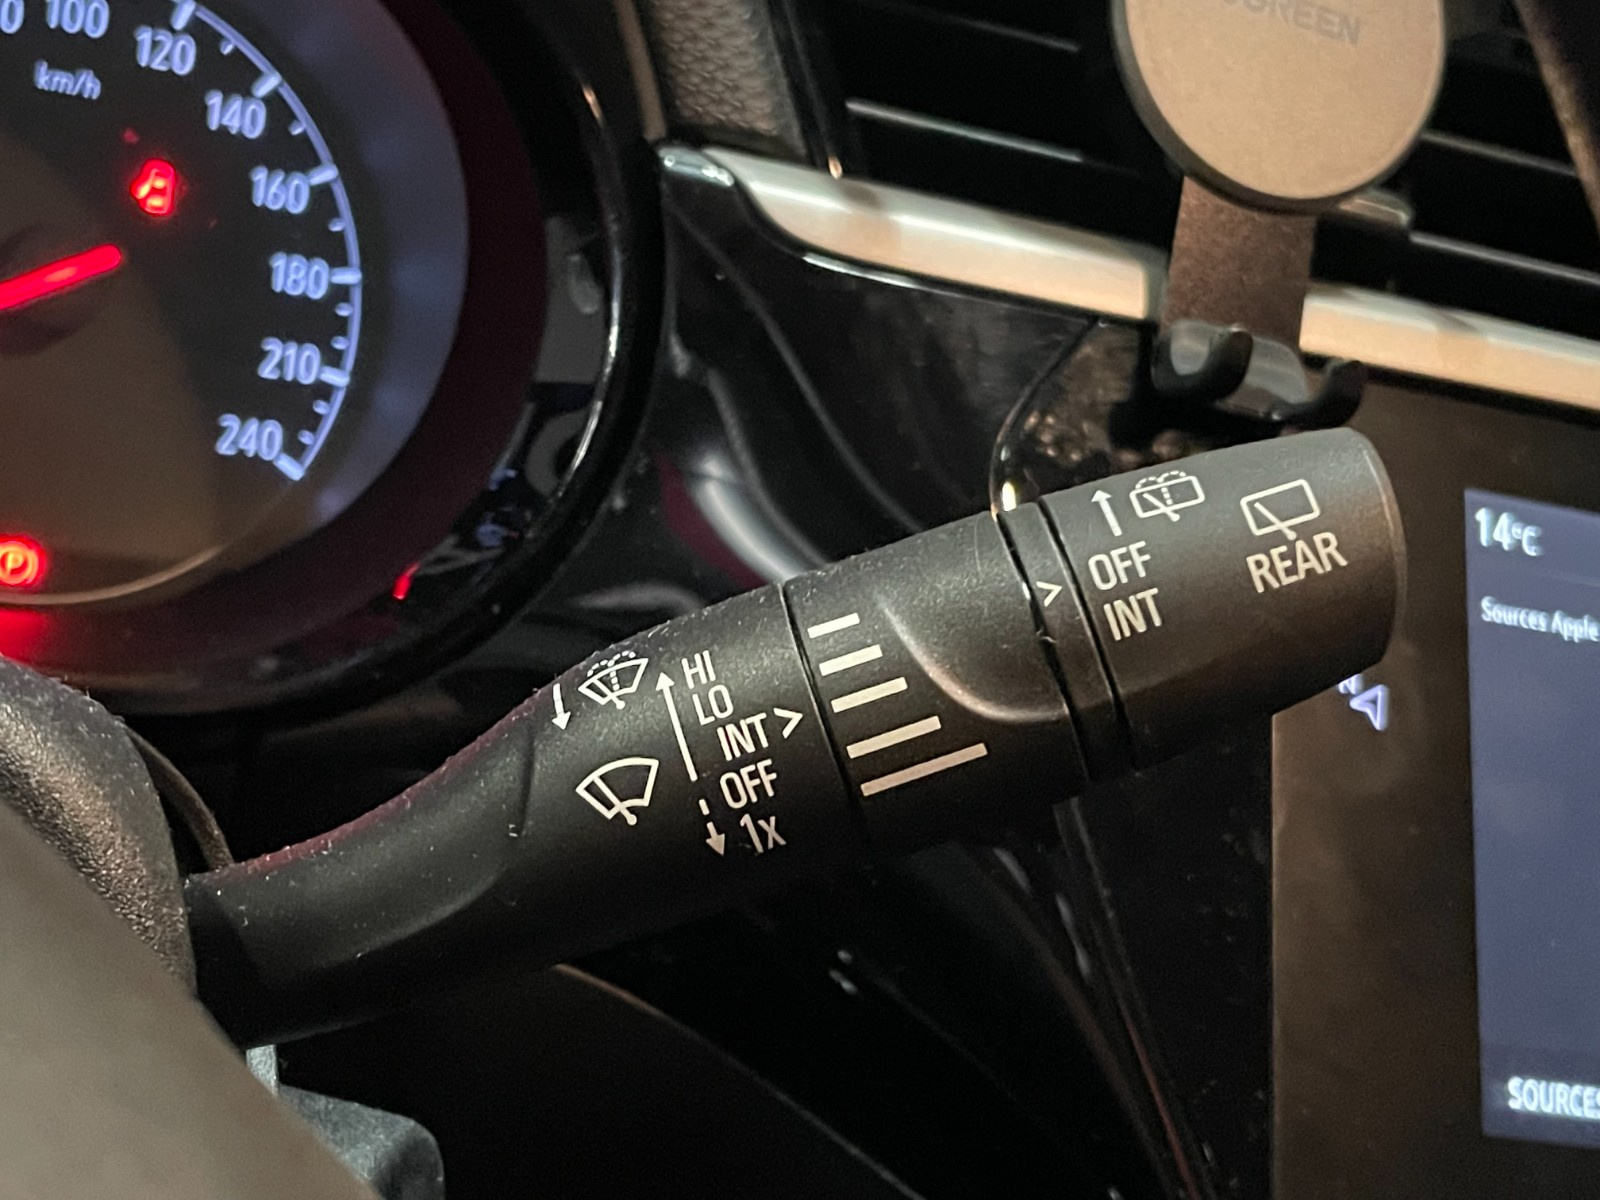 100
120
km/h
140
160
180
210
240
P
GREEN
14°C
Sources Apple
N
SOURCES
HI
LO
INT
OFF
1x
OFF
INT
REAR